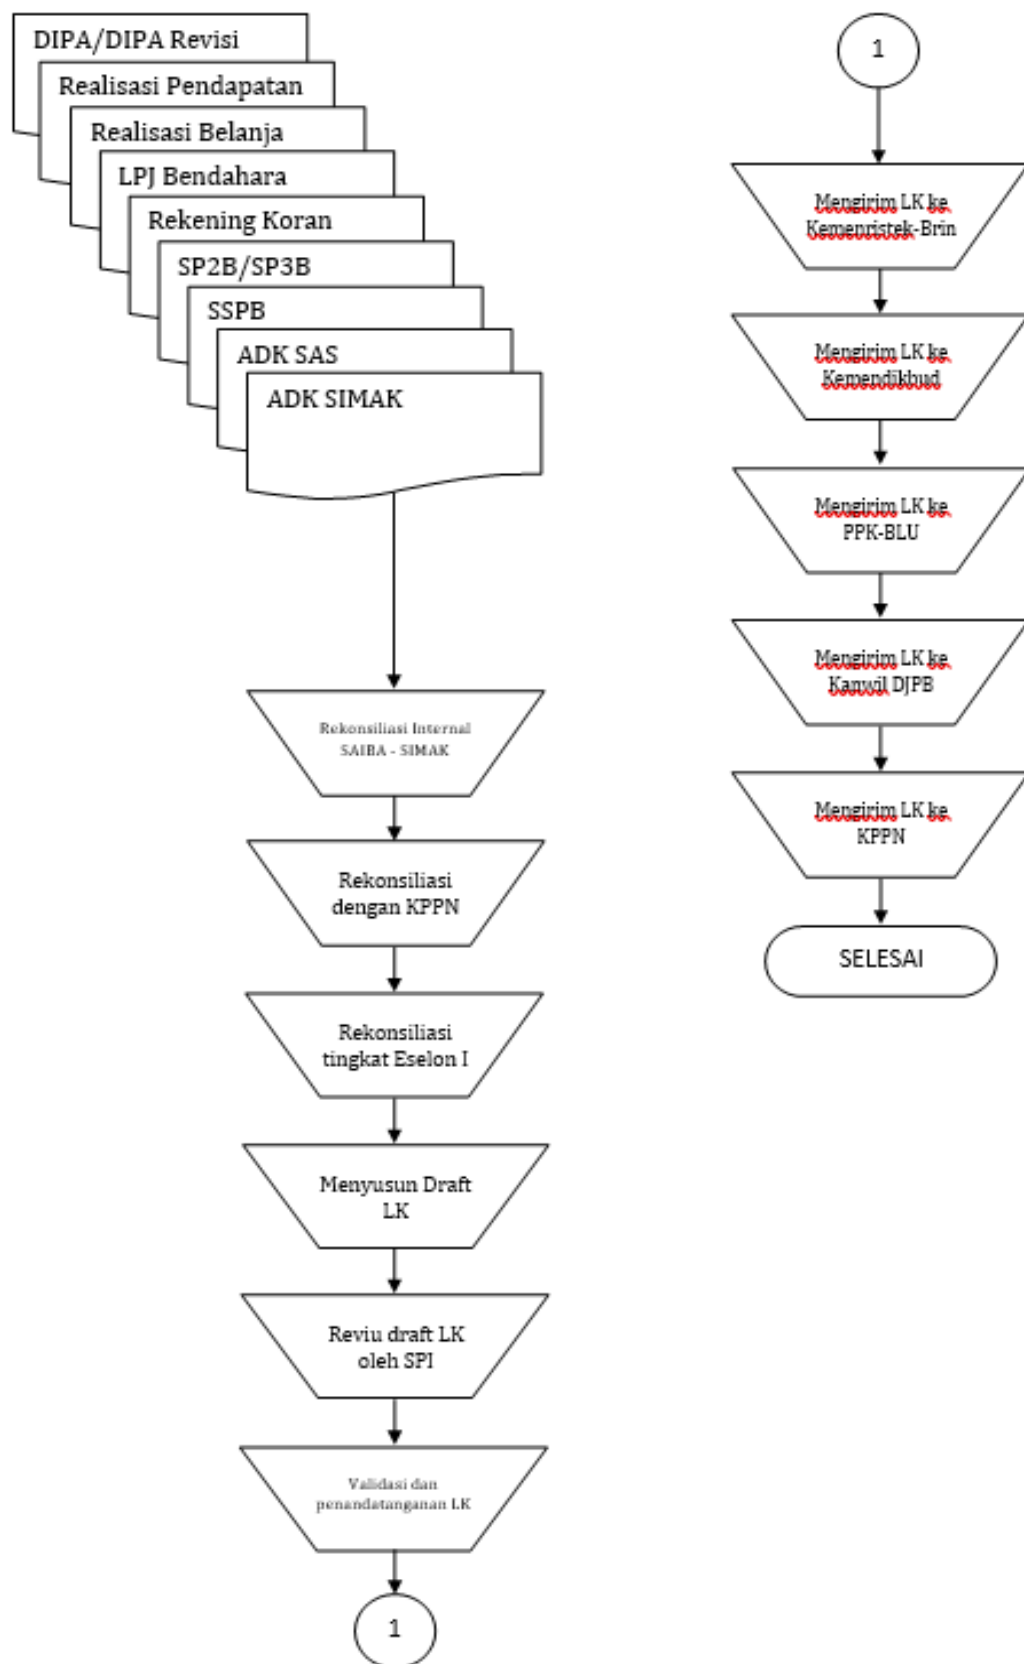 DIPA/DIPA Revisi
Realisasi Pendapatan
Realisasi Belanja
LPJ Bendahara
Rekening Koran
SP2B/SP3B
SSPB
ADK SAS
ADK SIMAK
Rekonsiliasi Internal
SAIBA - SIMAK
Rekonsiliasi
dengan KPPN
Rekonsiliasi
tingkat Eselon I
Menyusun Draft
LK
Reviu draft LK
oleh SPI
Validasi dan
penandatanganan LK
1
1
Mengirim LK ke
Kemenristek-Brin
Mengirim LK ke
Kemendikbud
Mengirim LK ke
PPK-BLU
Mengirim LK ke
Kanwil DJPB
Mengirim LK ke
KPPN
SELESAI